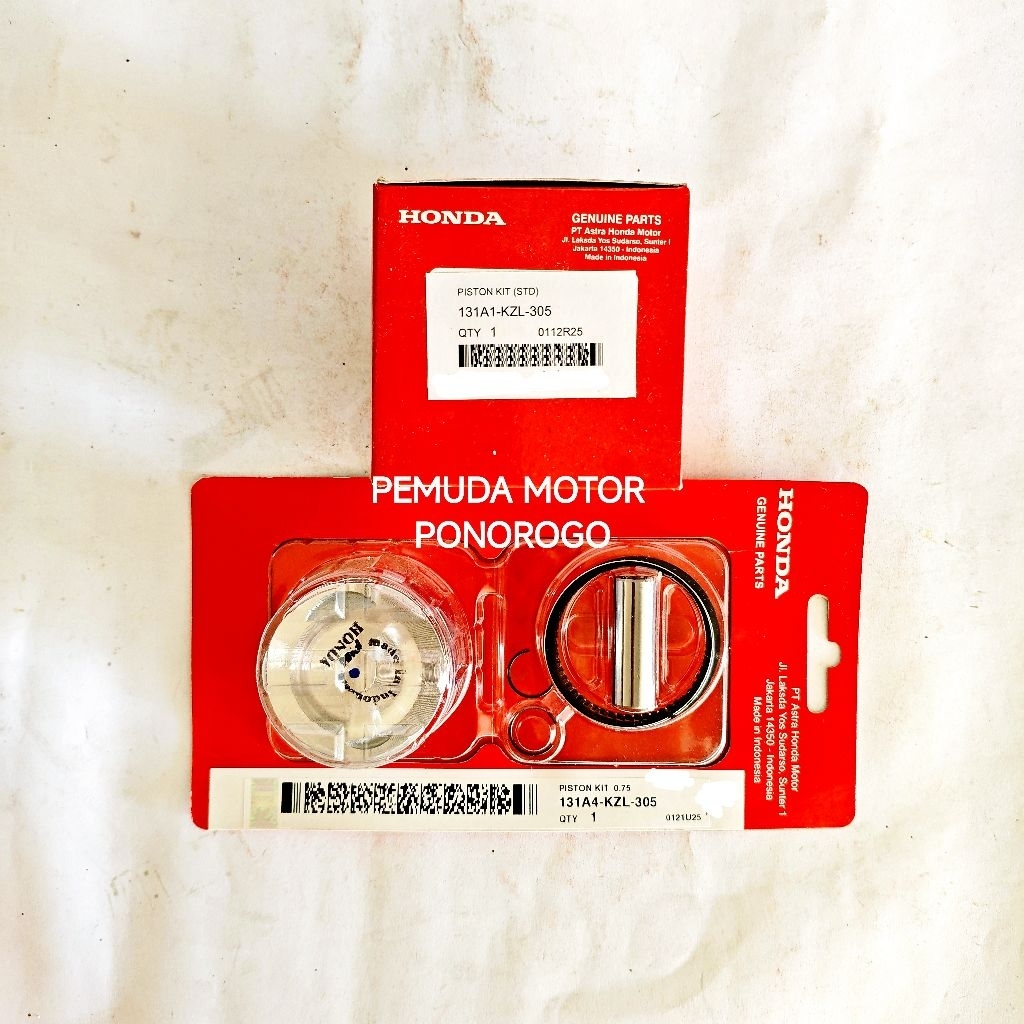 HONDA
GENUINE PARTS
PT Astra Honda Motor
Jl. Laksda Yos Sudarso, Sunter I
Jakarta 14350 - Indonesia
Made in Indonesia
PISTON KIT (STD)
131A1-KZL-305
QTY 1 0112R25
PEMUDA MOTOR
PONOROGO
HONDA
GENUINE PARTS
PT Astra Honda Motor
Jl. Laksda Yos Sudarso, Sunter 1
Jakarta 14350 - Indonesia
Made in Indonesia
HONDA
made in Indonesia
PISTON KIT 0.75
131A4-KZL-305
QTY 1 0121U25